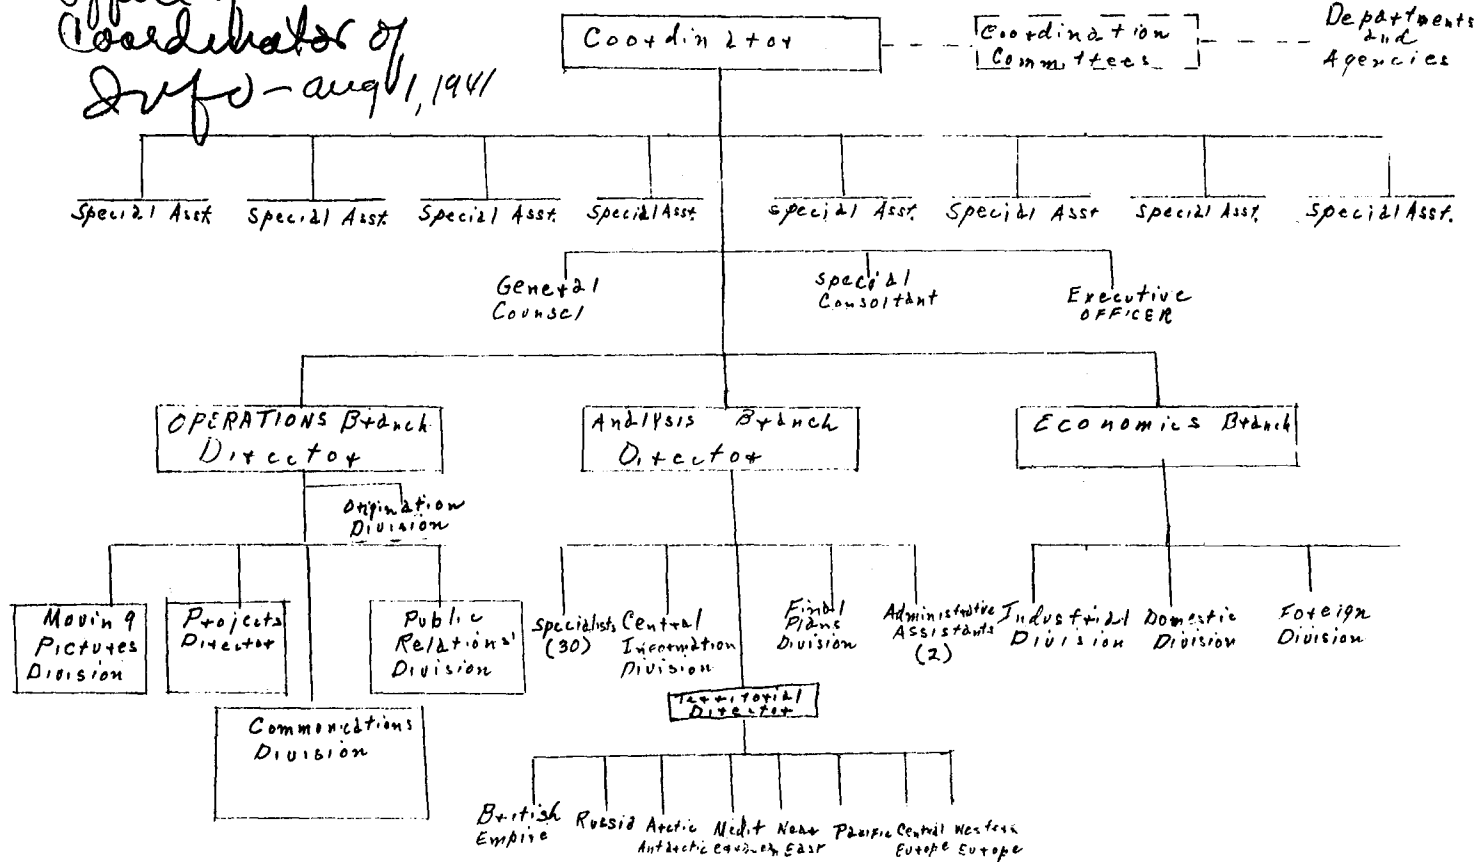 Coordinator of
Info - Aug 1, 1941
Coordinator
Coordination
Committees
Departments
and
Agencies
Special Asst.
Special Asst.
Special Asst.
Special Asst.
Special Asst.
Special Asst
Special Asst.
Special Asst.
General
Counsel
Special
Consoltant
Executive
OFFICER
OPERATIONS Branch
Director
Analysis Branch
Director
Economics Branch
Origination
Division
Moving
Pictures
Division
Projects
Director
Public
Relations
Division
Communications
Division
Specialists
(30)
Central
Information
Division
Final
Plans
Division
Administrative
Assistants
(2)
Industrial
Division
Domestic
Division
Foreign
Division
Territorial
Director
British
Empire
Russia
Arctic
Antarctic
Medit
Near
East
Pacific
Central
Europe
Western
Europe